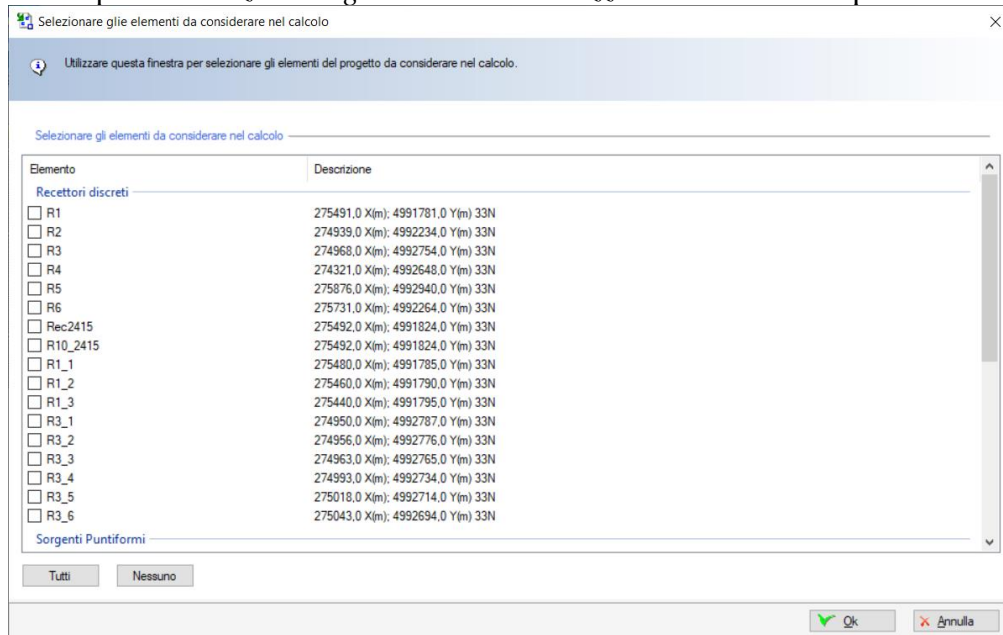 Selezionare glie elementi da considerare nel calcolo
Utilizzare questa finestra per selezionare gli elementi del progetto da considerare nel calcolo.
Selezionare gli elementi da considerare nel calcolo
Elemento Descrizione
Recettori discreti
R1 275491,0 X(m); 4991781,0 Y(m) 33N
R2 274939,0 X(m); 4992234,0 Y(m) 33N
R3 274968,0 X(m); 4992754,0 Y(m) 33N
R4 274321,0 X(m); 4992648,0 Y(m) 33N
R5 275876,0 X(m); 4992940,0 Y(m) 33N
R6 275731,0 X(m); 4992264,0 Y(m) 33N
Rec2415 275492,0 X(m); 4991824,0 Y(m) 33N
R10_2415 275492,0 X(m); 4991824,0 Y(m) 33N
R1_1 275480,0 X(m); 4991785,0 Y(m) 33N
R1_2 275460,0 X(m); 4991790,0 Y(m) 33N
R1_3 275440,0 X(m); 4991795,0 Y(m) 33N
R3_1 274950,0 X(m); 4992787,0 Y(m) 33N
R3_2 274956,0 X(m); 4992776,0 Y(m) 33N
R3_3 274963,0 X(m); 4992765,0 Y(m) 33N
R3_4 274993,0 X(m); 4992734,0 Y(m) 33N
R3_5 275018,0 X(m); 4992714,0 Y(m) 33N
R3_6 275043,0 X(m); 4992694,0 Y(m) 33N
Sorgenti Puntiformi
Tutti Nessuno
Ok Annulla